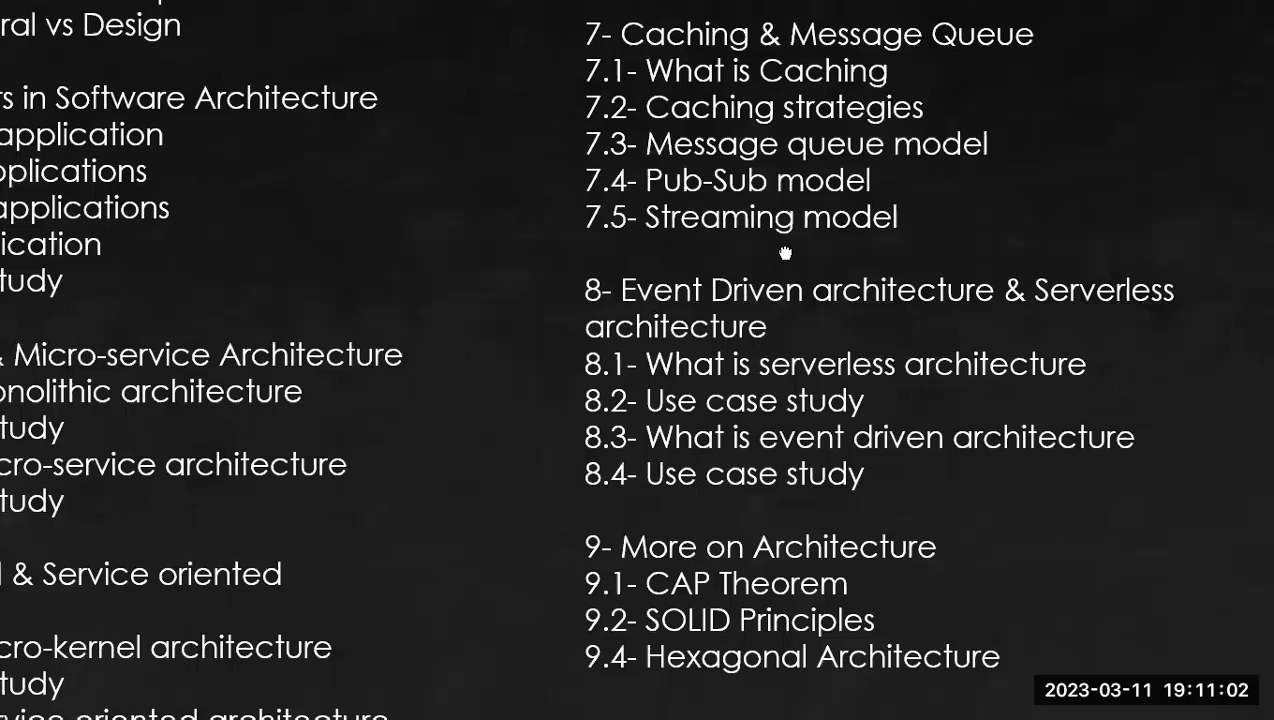 ral vs Design
s in Software Architecture
application
plications
applications
ication
tudy
& Micro-service Architecture
nolithic architecture
tudy
cro-service architecture
tudy
& Service oriented
cro-kernel architecture
tudy
vice oriented architecture
7- Caching & Message Queue
7.1- What is Caching
7.2- Caching strategies
7.3- Message queue model
7.4- Pub-Sub model
7.5- Streaming model
8- Event Driven architecture & Serverless
architecture
8.1- What is serverless architecture
8.2- Use case study
8.3- What is event driven architecture
8.4- Use case study
9- More on Architecture
9.1- CAP Theorem
9.2- SOLID Principles
9.4- Hexagonal Architecture
2023-03-11 19:11:02